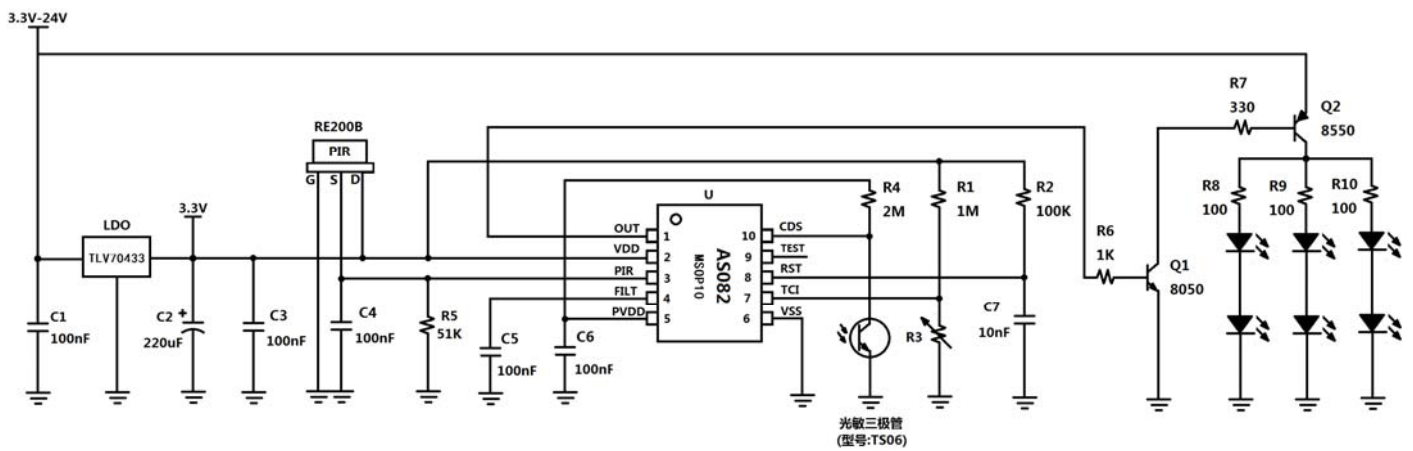 3.3V-24V
RE200B
PIR
G S D
3.3V
LDO
TLV70433
C1
100nF
C2
+
220uF
C3
100nF
C4
100nF
R5
51K
C5
100nF
C6
100nF
U
AS082
MSOP10
OUT
1
VDD
2
PIR
3
FILT
4
PVDD
5
10
CDS
9
TEST
8
RST
7
TCI
6
VSS
R4
2M
R1
1M
R2
100K
R3
C7
10nF
光敏三极管
(型号:TS06)
R6
1K
Q1
8050
R7
330
Q2
8550
R8
100
R9
100
R10
100